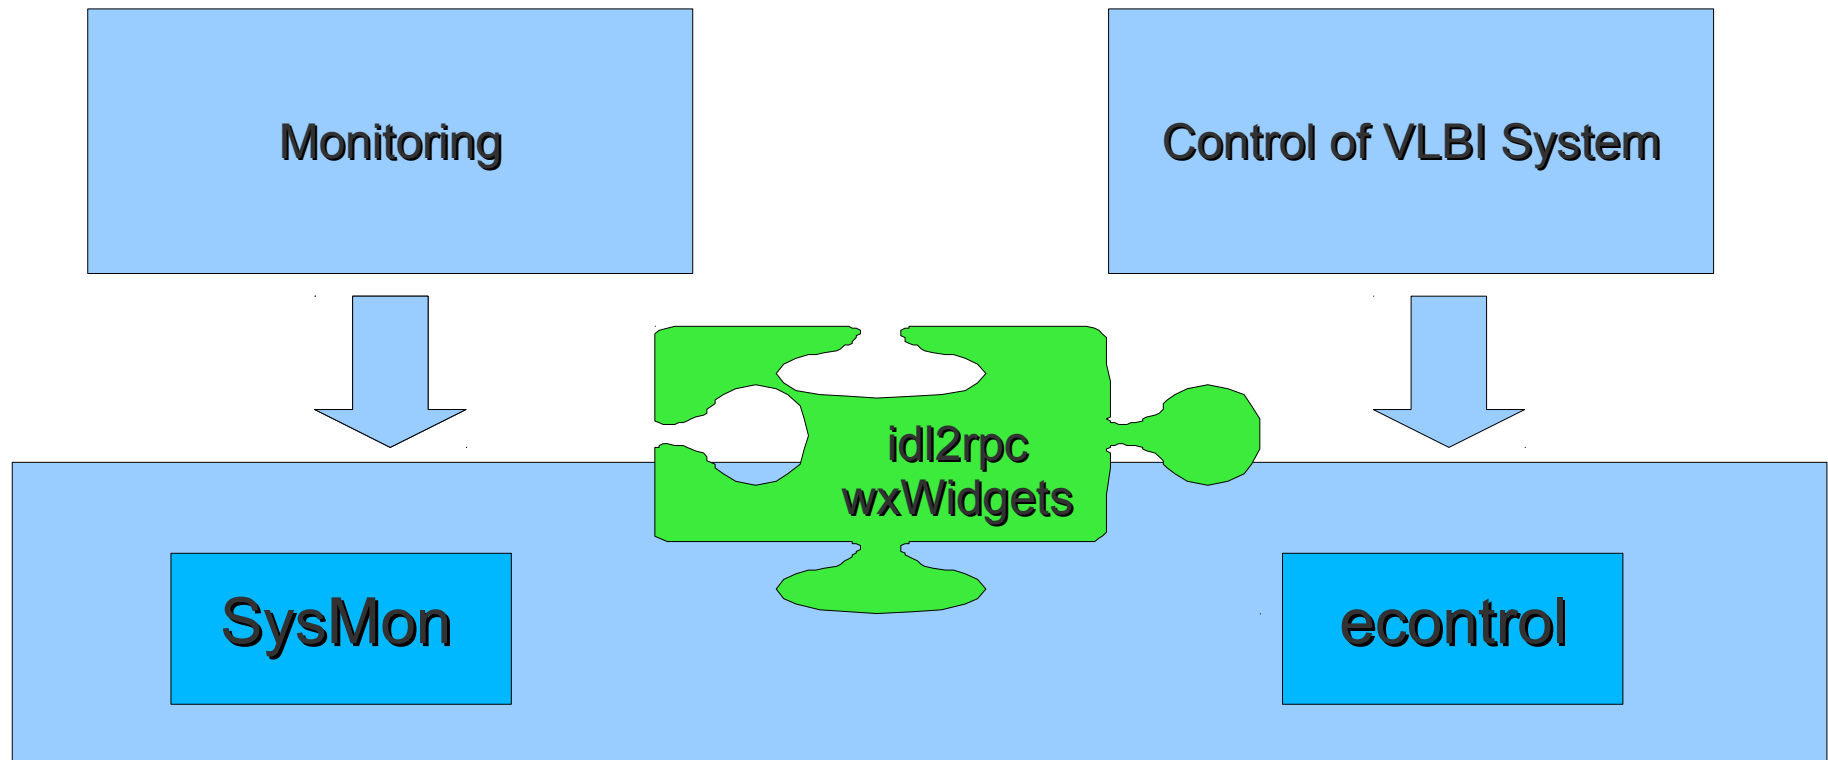 Monitoring
Control of VLBI System
idl2rpc
wxWidgets
SysMon
econtrol